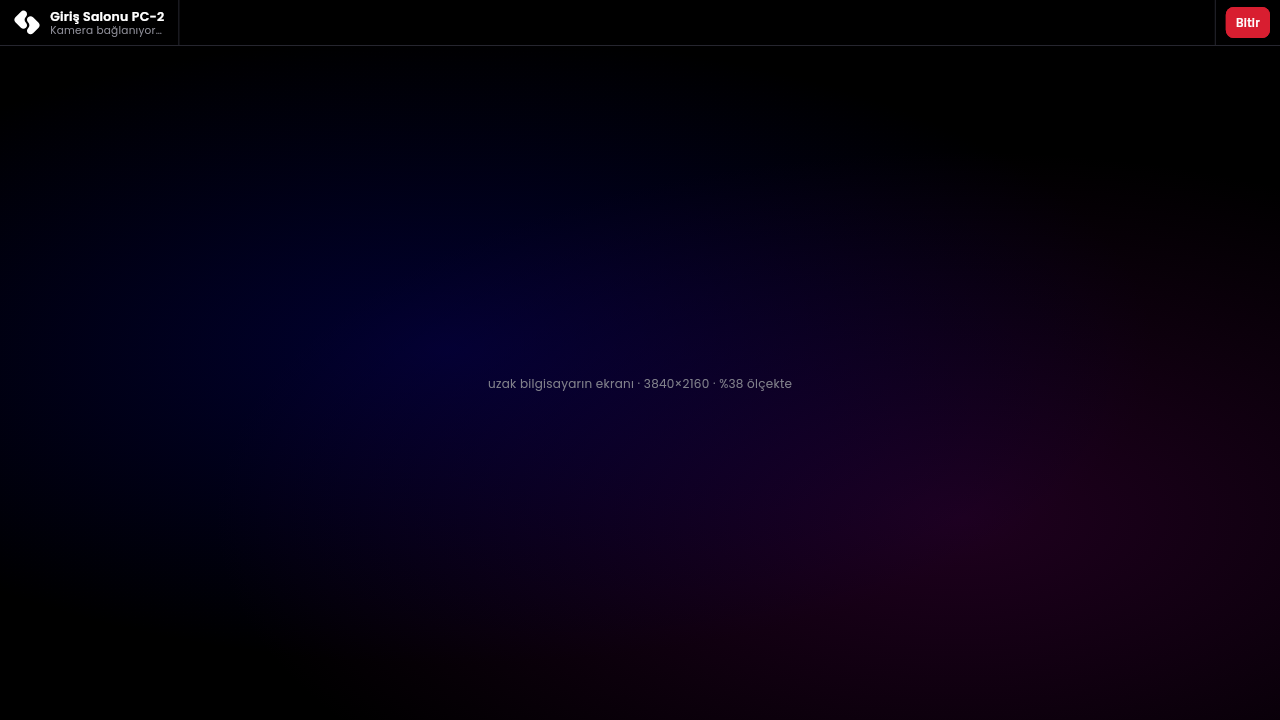 Giriş Salonu PC-2
Kamera bağlanıyor...
Bitir
uzak bilgisayarın ekranı · 3840×2160 · %38 ölçekte